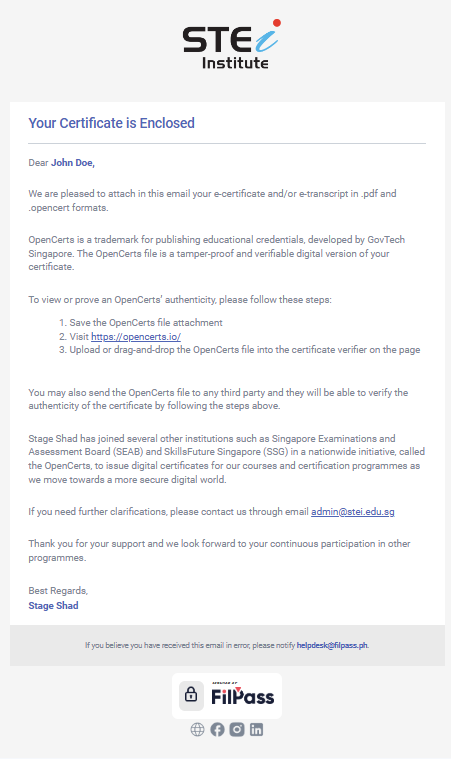 STEi
Institute
Your Certificate is Enclosed
Dear John Doe,
We are pleased to attach in this email your e-certificate and/or e-transcript in .pdf and
.opencert formats.
OpenCerts is a trademark for publishing educational credentials, developed by GovTech
Singapore. The OpenCerts file is a tamper-proof and verifiable digital version of your
certificate.
To view or prove an OpenCerts' authenticity, please follow these steps:
1. Save the OpenCerts file attachment
2. Visit https://opencerts.io/
3. Upload or drag-and-drop the OpenCerts file into the certificate verifier on the page
You may also send the OpenCerts file to any third party and they will be able to verify the
authenticity of the certificate by following the steps above.
Stage Shad has joined several other institutions such as Singapore Examinations and
Assessment Board (SEAB) and SkillsFuture Singapore (SSG) in a nationwide initiative, called
the OpenCerts, to issue digital certificates for our courses and certification programmes as
we move towards a more secure digital world.
If you need further clarifications, please contact us through email admin@stei.edu.sg
Thank you for your support and we look forward to your continuous participation in other
programmes.
Best Regards,
Stage Shad
If you believe you have received this email in error, please notify helpdesk@filpass.ph.
FilPass